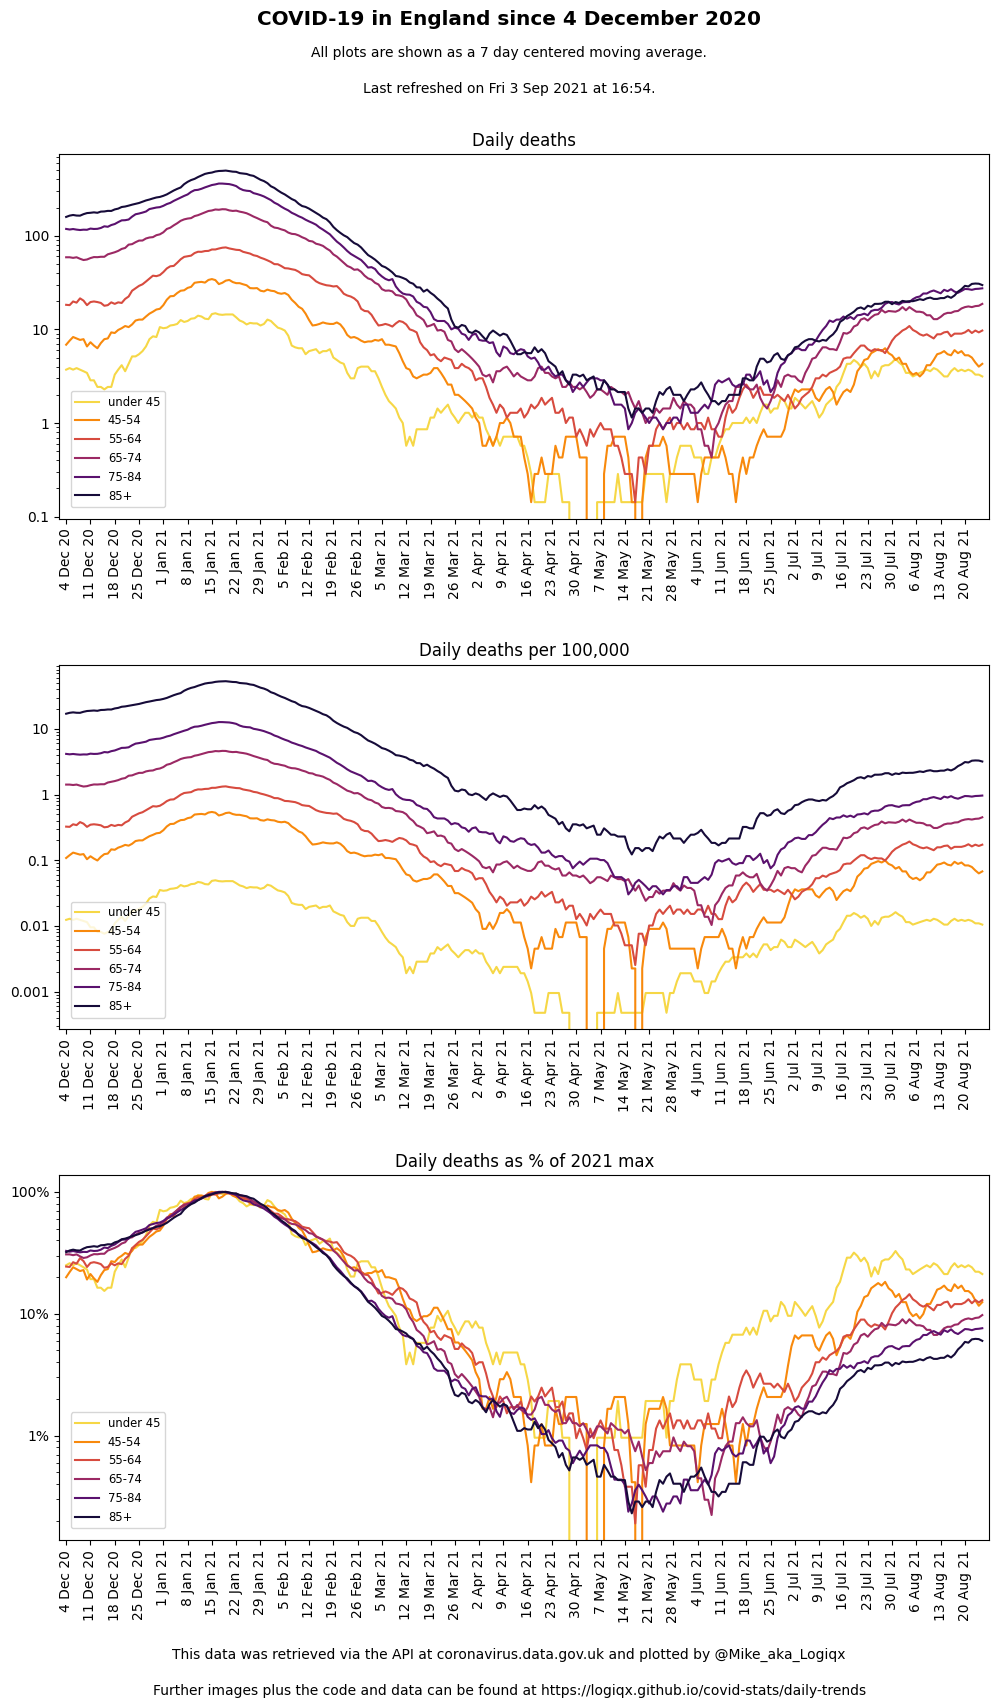 COVID-19 in England since 4 December 2020
All plots are shown as a 7 day centered moving average.
Last refreshed on Fri 3 Sep 2021 at 16:54.
Daily deaths
100
10
1
0.1
under 45
45-54
55-64
65-74
75-84
85+
4 Dec 20
11 Dec 20
18 Dec 20
25 Dec 20
1 Jan 21
8 Jan 21
15 Jan 21
22 Jan 21
29 Jan 21
5 Feb 21
12 Feb 21
19 Feb 21
26 Feb 21
5 Mar 21
12 Mar 21
19 Mar 21
26 Mar 21
2 Apr 21
9 Apr 21
16 Apr 21
23 Apr 21
30 Apr 21
7 May 21
14 May 21
21 May 21
28 May 21
4 Jun 21
11 Jun 21
18 Jun 21
25 Jun 21
2 Jul 21
9 Jul 21
16 Jul 21
23 Jul 21
30 Jul 21
6 Aug 21
13 Aug 21
20 Aug 21
Daily deaths per 100,000
10
1
0.1
0.01
0.001
under 45
45-54
55-64
65-74
75-84
85+
4 Dec 20
11 Dec 20
18 Dec 20
25 Dec 20
1 Jan 21
8 Jan 21
15 Jan 21
22 Jan 21
29 Jan 21
5 Feb 21
12 Feb 21
19 Feb 21
26 Feb 21
5 Mar 21
12 Mar 21
19 Mar 21
26 Mar 21
2 Apr 21
9 Apr 21
16 Apr 21
23 Apr 21
30 Apr 21
7 May 21
14 May 21
21 May 21
28 May 21
4 Jun 21
11 Jun 21
18 Jun 21
25 Jun 21
2 Jul 21
9 Jul 21
16 Jul 21
23 Jul 21
30 Jul 21
6 Aug 21
13 Aug 21
20 Aug 21
Daily deaths as % of 2021 max
100%
10%
1%
under 45
45-54
55-64
65-74
75-84
85+
4 Dec 20
11 Dec 20
18 Dec 20
25 Dec 20
1 Jan 21
8 Jan 21
15 Jan 21
22 Jan 21
29 Jan 21
5 Feb 21
12 Feb 21
19 Feb 21
26 Feb 21
5 Mar 21
12 Mar 21
19 Mar 21
26 Mar 21
2 Apr 21
9 Apr 21
16 Apr 21
23 Apr 21
30 Apr 21
7 May 21
14 May 21
21 May 21
28 May 21
4 Jun 21
11 Jun 21
18 Jun 21
25 Jun 21
2 Jul 21
9 Jul 21
16 Jul 21
23 Jul 21
30 Jul 21
6 Aug 21
13 Aug 21
20 Aug 21
This data was retrieved via the API at coronavirus.data.gov.uk and plotted by @Mike_aka_Logiqx
Further images plus the code and data can be found at https://logiqx.github.io/covid-stats/daily-trends